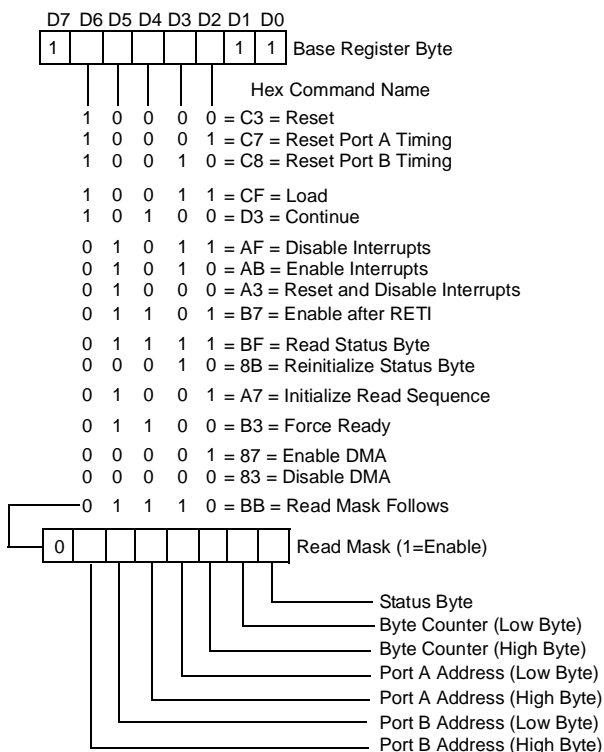 D7 D6 D5 D4 D3 D2 D1 D0
1 1 1 Base Register Byte
Hex Command Name
1 0 0 0 0 = C3 = Reset
1 0 0 0 1 = C7 = Reset Port A Timing
1 0 0 1 0 = C8 = Reset Port B Timing
1 0 0 1 1 = CF = Load
1 0 1 0 0 = D3 = Continue
0 1 0 1 1 = AF = Disable Interrupts
0 1 0 1 0 = AB = Enable Interrupts
0 1 0 0 0 = A3 = Reset and Disable Interrupts
0 1 1 0 1 = B7 = Enable after RETI
0 1 1 1 1 = BF = Read Status Byte
0 0 0 1 0 = 8B = Reinitialize Status Byte
0 1 0 0 1 = A7 = Initialize Read Sequence
0 1 1 0 0 = B3 = Force Ready
0 0 0 0 1 = 87 = Enable DMA
0 0 0 0 0 = 83 = Disable DMA
0 1 1 1 0 = BB = Read Mask Follows
0 Read Mask (1=Enable)
Status Byte
Byte Counter (Low Byte)
Byte Counter (High Byte)
Port A Address (Low Byte)
Port A Address (High Byte)
Port B Address (Low Byte)
Port B Address (High Byte)